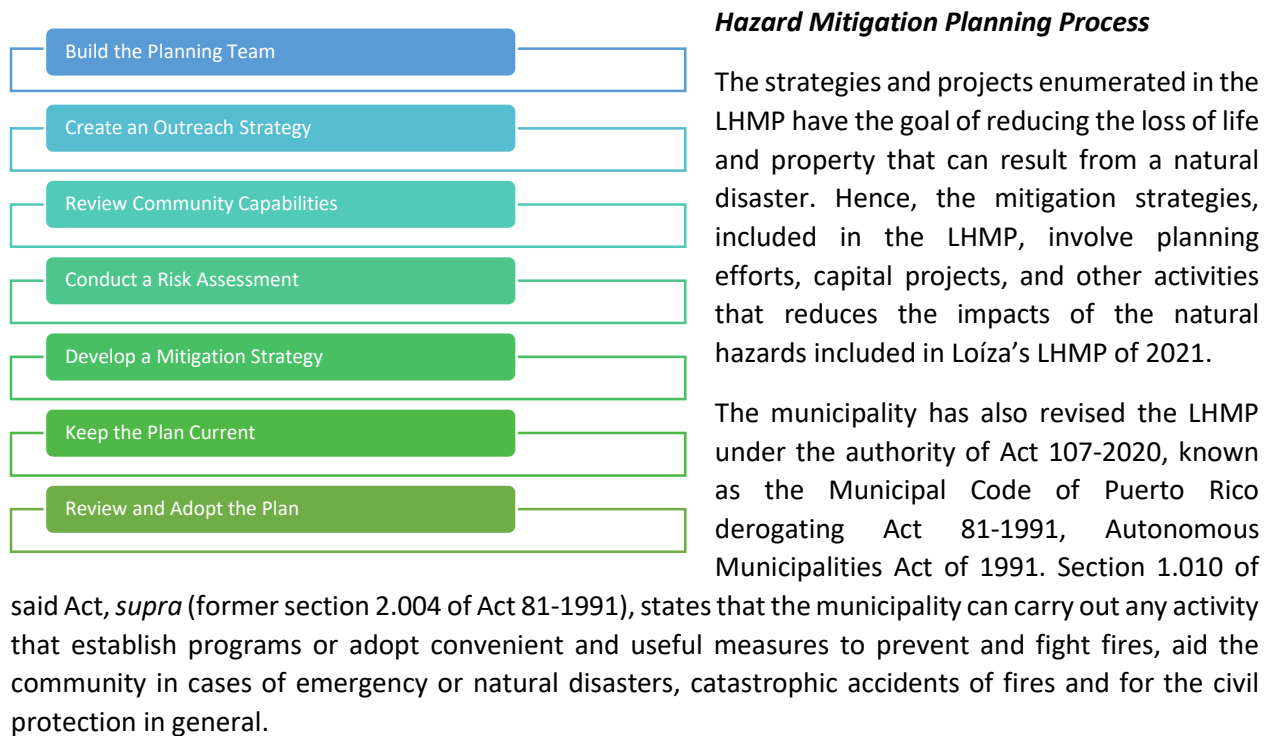 Build the Planning Team
Create an Outreach Strategy
Review Community Capabilities
Conduct a Risk Assessment
Develop a Mitigation Strategy
Keep the Plan Current
Review and Adopt the Plan
Hazard Mitigation Planning Process
The strategies and projects enumerated in the
LHMP have the goal of reducing the loss of life
and property that can result from a natural
disaster. Hence, the mitigation strategies,
included in the LHMP, involve planning
efforts, capital projects, and other activities
that reduces the impacts of the natural
hazards included in Loíza’s LHMP of 2021.
The municipality has also revised the LHMP
under the authority of Act 107-2020, known
as the Municipal Code of Puerto Rico
derogating Act 81-1991, Autonomous
Municipalities Act of 1991. Section 1.010 of
said Act, supra (former section 2.004 of Act 81-1991), states that the municipality can carry out any activity
that establish programs or adopt convenient and useful measures to prevent and fight fires, aid the
community in cases of emergency or natural disasters, catastrophic accidents of fires and for the civil
protection in general.